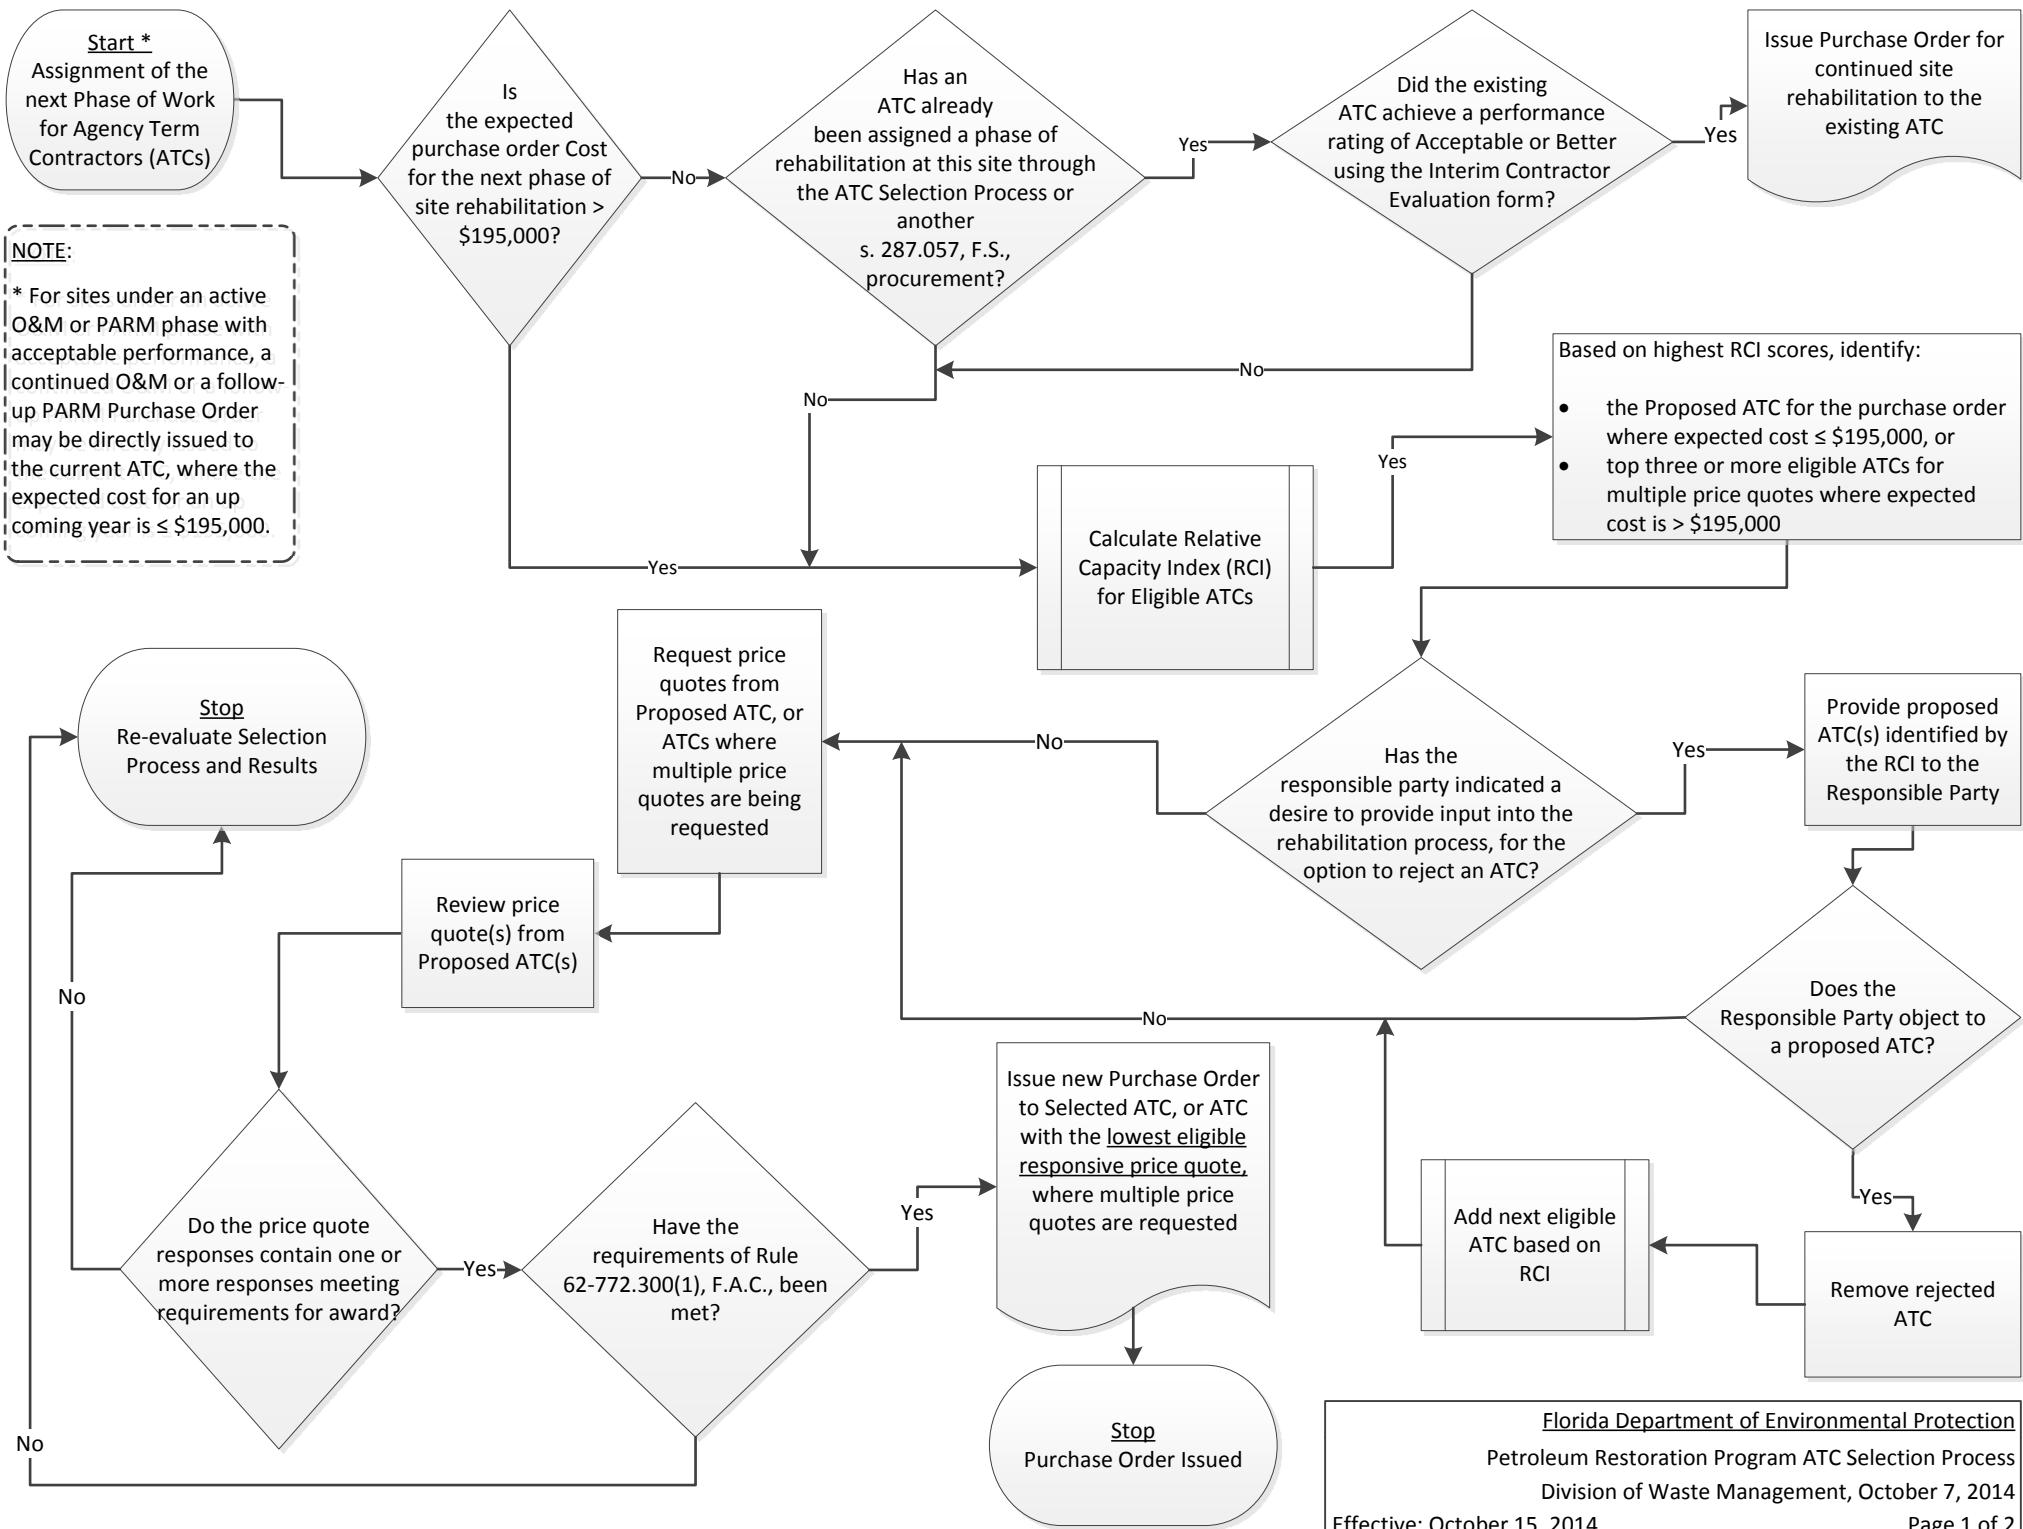 Start *
Assignment of the
next Phase of Work
for Agency Term
Contractors (ATCs)
Is
the expected
purchase order Cost
for the next phase of
site rehabilitation >
$195,000?
No
Has an
ATC already
been assigned a phase of
rehabilitation at this site through
the ATC Selection Process or
another
s. 287.057, F.S.,
procurement?
Yes
Did the existing
ATC achieve a performance
rating of Acceptable or Better
using the Interim Contractor
Evaluation form?
Yes
Issue Purchase Order for
continued site
rehabilitation to the
existing ATC
NOTE:
* For sites under an active
O&M or PARM phase with
acceptable performance, a
continued O&M or a follow-
up PARM Purchase Order
may be directly issued to
the current ATC, where the
expected cost for an up
coming year is ≤ $195,000.
No
No
Yes
Calculate Relative
Capacity Index (RCI)
for Eligible ATCs
Yes
Based on highest RCI scores, identify:
• the Proposed ATC for the purchase order
where expected cost ≤ $195,000, or
• top three or more eligible ATCs for
multiple price quotes where expected
cost is > $195,000
Stop
Re-evaluate Selection
Process and Results
Request price
quotes from
Proposed ATC, or
ATCs where
multiple price
quotes are being
requested
No
Has the
responsible party indicated a
desire to provide input into the
rehabilitation process, for the
option to reject an ATC?
Yes
Provide proposed
ATC(s) identified by
the RCI to the
Responsible Party
Review price
quote(s) from
Proposed ATC(s)
No
No
Does the
Responsible Party object to
a proposed ATC?
Yes
Remove rejected
ATC
Add next eligible
ATC based on
RCI
Do the price quote
responses contain one or
more responses meeting
requirements for award?
Yes
Have the
requirements of Rule
62-772.300(1), F.A.C., been
met?
Yes
Issue new Purchase Order
to Selected ATC, or ATC
with the lowest eligible
responsive price quote,
where multiple price
quotes are requested
No
Stop
Purchase Order Issued
Florida Department of Environmental Protection
Petroleum Restoration Program ATC Selection Process
Division of Waste Management, October 7, 2014
Effective: October 15, 2014 Page 1 of 2